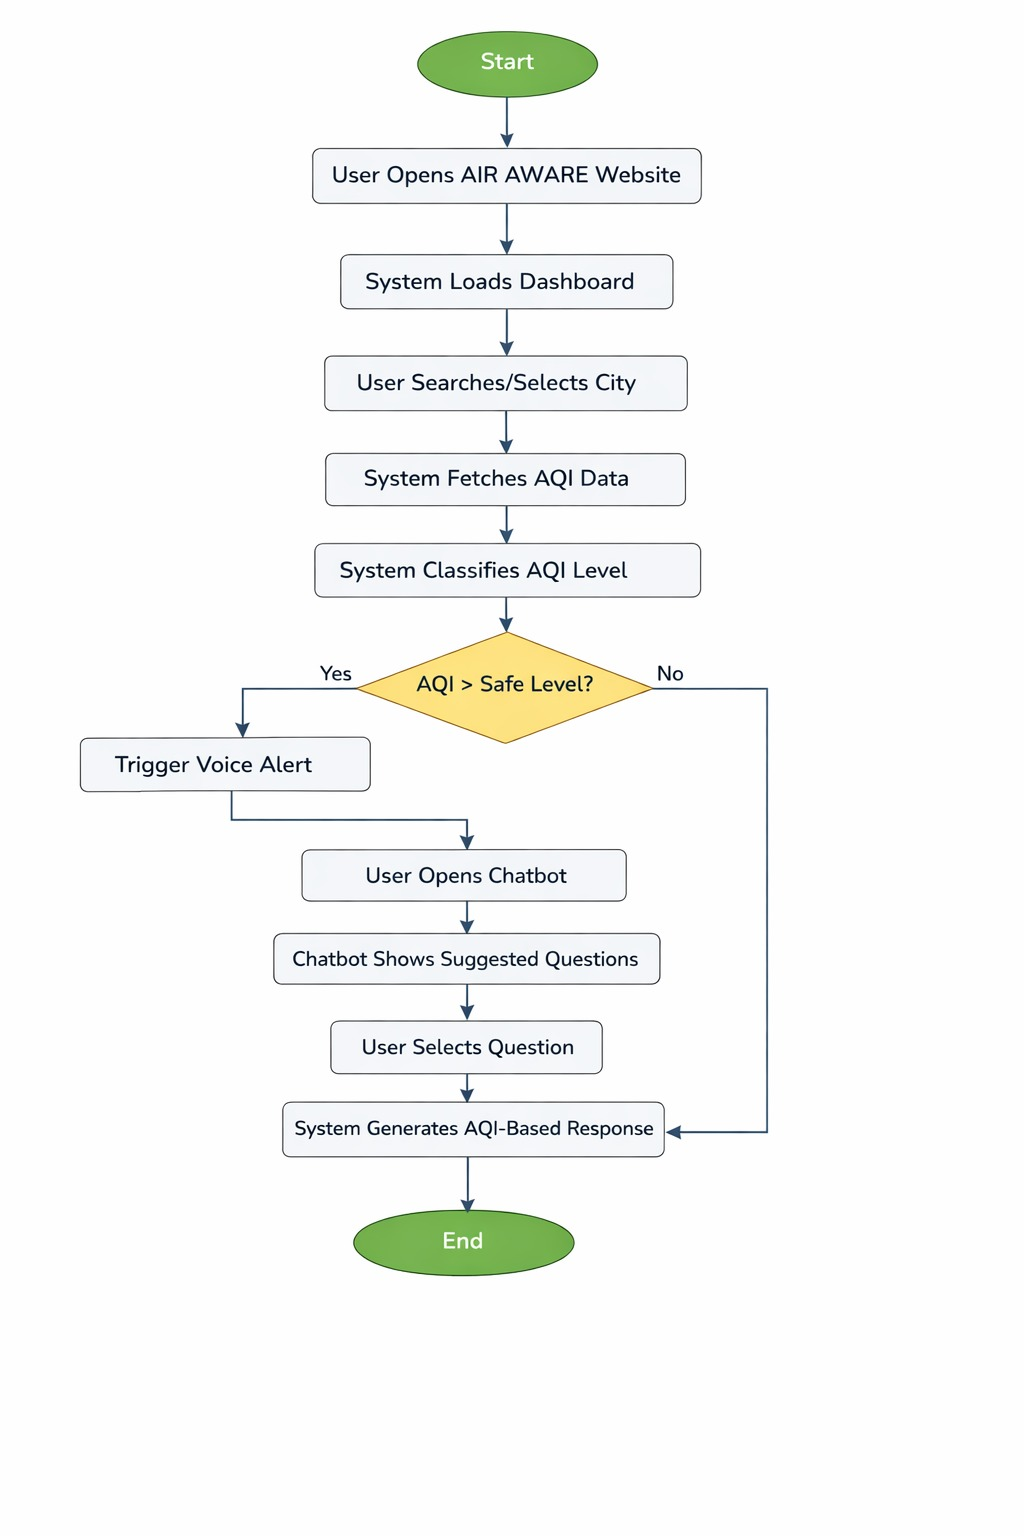 Start
User Opens AIR AWARE Website
System Loads Dashboard
User Searches/Selects City
System Fetches AQI Data
System Classifies AQI Level
Yes
AQI > Safe Level?
No
Trigger Voice Alert
User Opens Chatbot
Chatbot Shows Suggested Questions
User Selects Question
System Generates AQI-Based Response
End